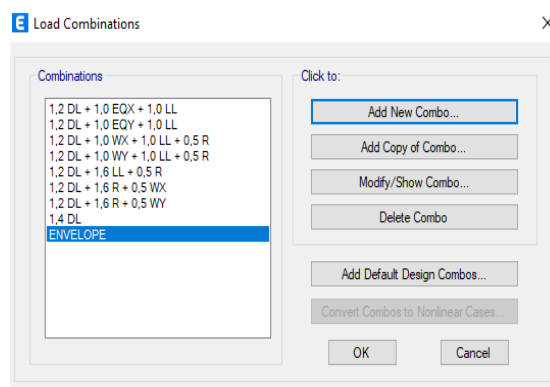 E Load Combinations
Combinations
1,2 DL + 1,0 EQX + 1,0 LL
1,2 DL + 1,0 EQY + 1,0 LL
1,2 DL + 1,0 WX + 1,0 LL + 0,5 R
1,2 DL + 1,0 WY + 1,0 LL + 0,5 R
1,2 DL + 1,6 LL + 0,5 R
1,2 DL + 1,6 R + 0,5 WX
1,2 DL + 1,6 R + 0,5 WY
1,4 DL
ENVELOPE
Click to:
Add New Combo...
Add Copy of Combo...
Modify/Show Combo...
Delete Combo
Add Default Design Combos...
Convert Combos to Nonlinear Cases...
OK
Cancel